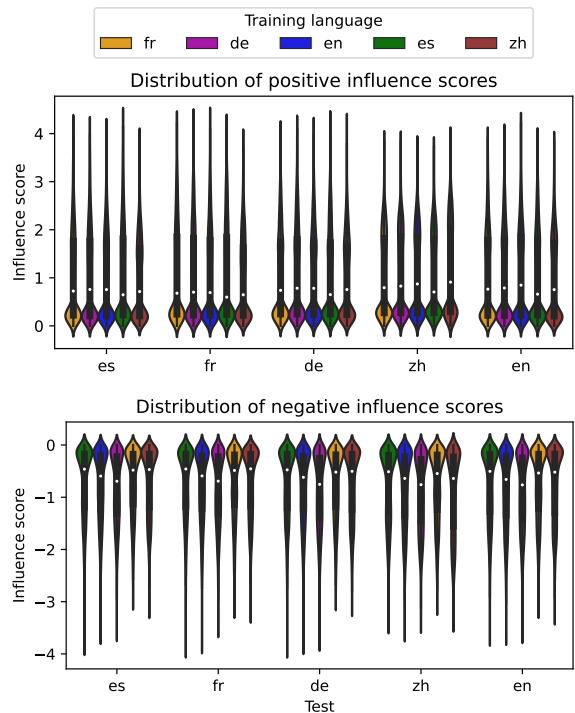 Training language
fr de en es zh
Distribution of positive influence scores
Influence score
4
3
2
1
0
es fr de zh en
Distribution of negative influence scores
Influence score
0
−1
−2
−3
−4
es fr de zh en
Test